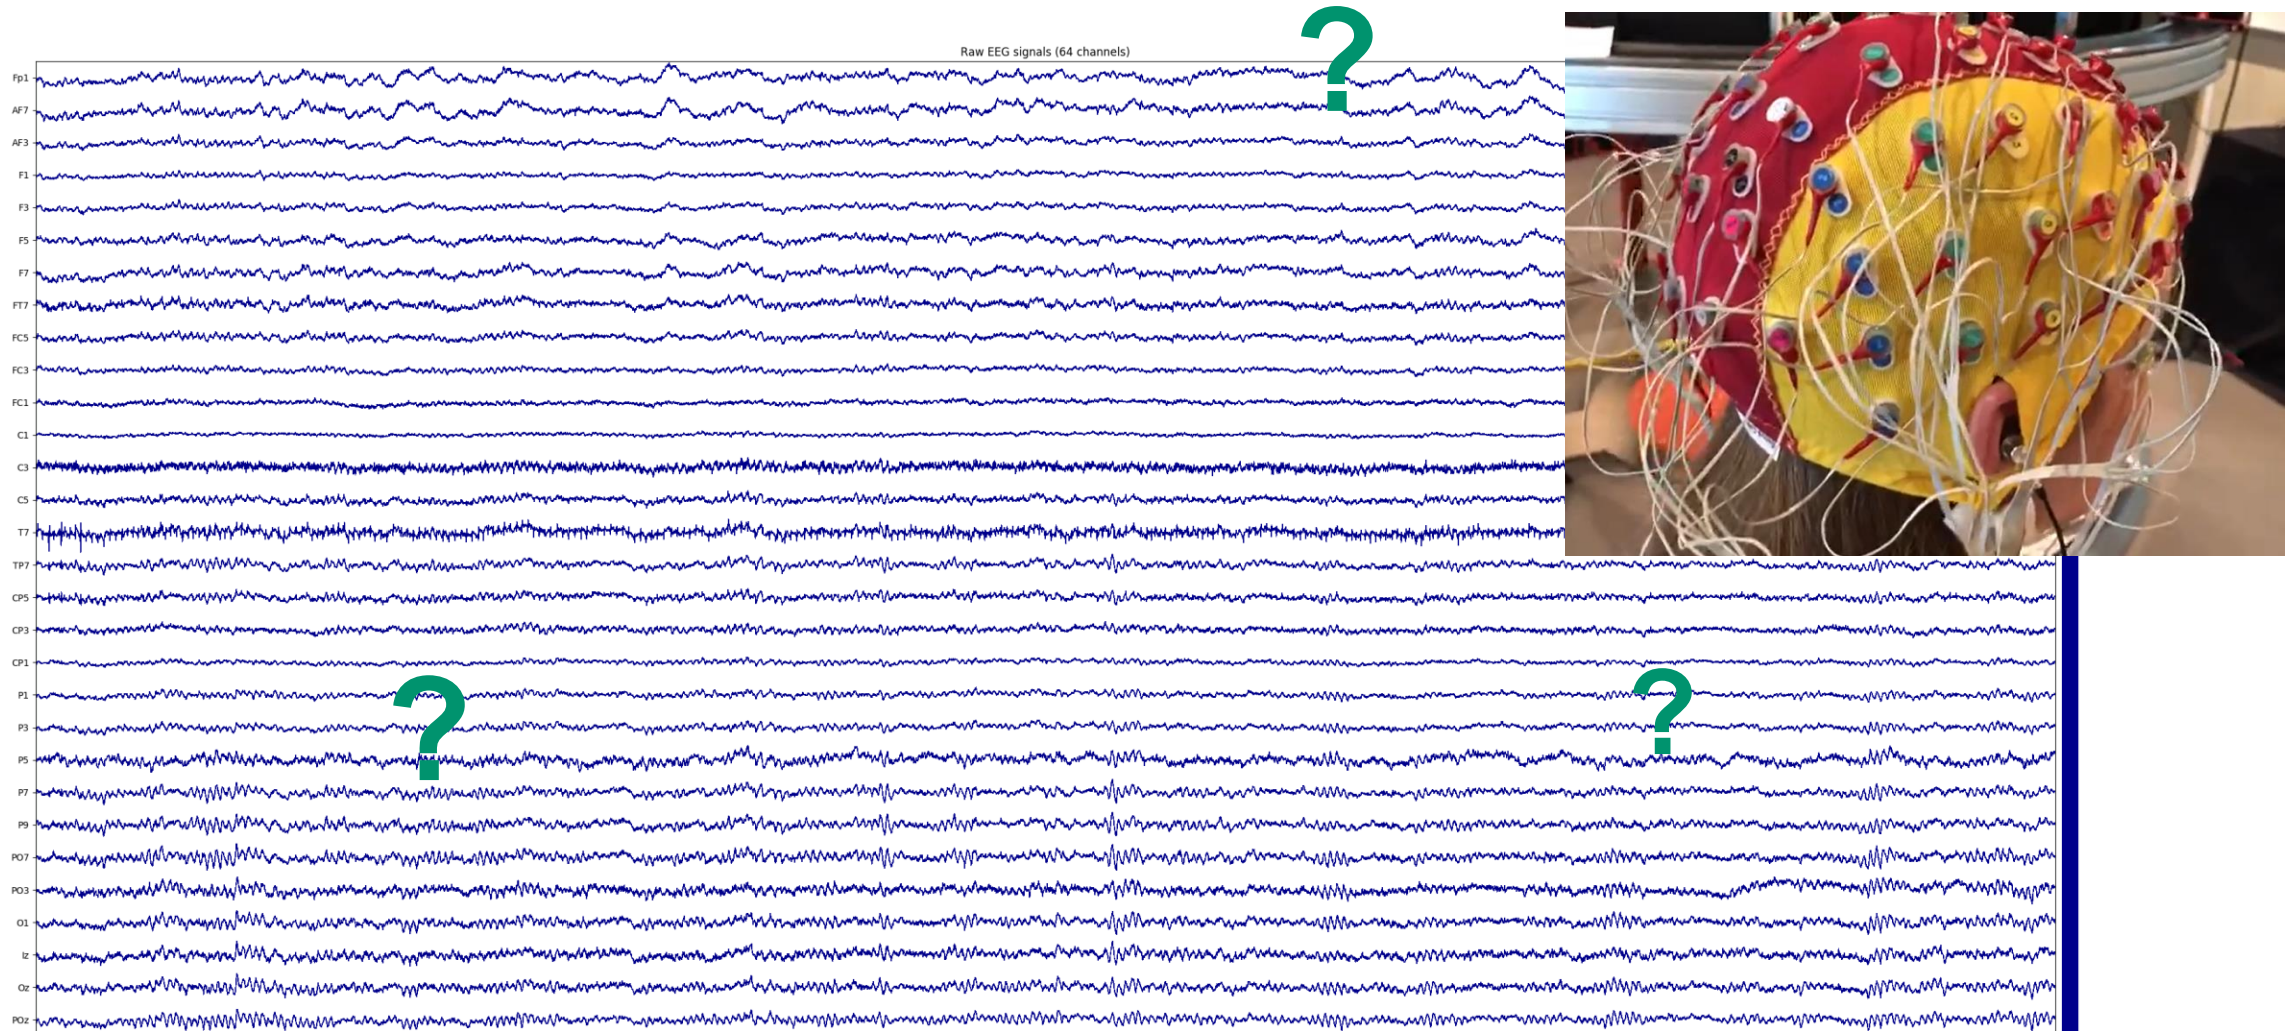 ?
Raw EEG signals (64 channels)
Fp1
AF7
AF3
F1
F3
F5
F7
FT7
FC5
FC3
FC1
C1
C3
C5
T7
TP7
CP5
CP3
CP1
P1
? ?
P3
P5
P7
P9
PO7
PO3
O1
Iz
Oz
POz